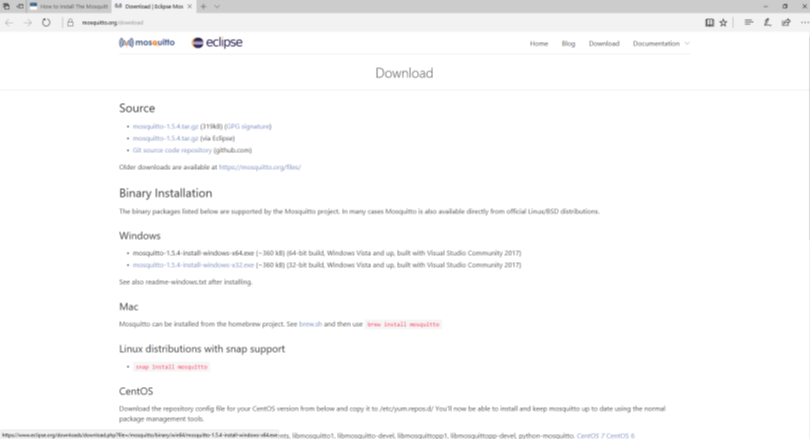 How to Install The Mosquitt
Download | Eclipse Mos
mosquitto.org/download
mosquitto
eclipse
Home Blog Download Documentation
Download
Source
mosquitto-1.5.4.tar.gz (319kB) (GPG signature)
mosquitto-1.5.4.tar.gz (via Eclipse)
Git source code repository (github.com)
Older downloads are available at https://mosquitto.org/files/
Binary Installation
The binary packages listed below are supported by the Mosquitto project. In many cases Mosquitto is also available directly from official Linux/BSD distributions.
Windows
mosquitto-1.5.4-install-windows-x64.exe (~360 kB) (64-bit build, Windows Vista and up, built with Visual Studio Community 2017)
mosquitto-1.5.4-install-windows-x32.exe (~360 kB) (32-bit build, Windows Vista and up, built with Visual Studio Community 2017)
See also readme-windows.txt after installing.
Mac
Mosquitto can be installed from the homebrew project. See brew.sh and then use brew install mosquitto
Linux distributions with snap support
snap install mosquitto
CentOS
Download the repository config file for your CentOS version from below and copy it to /etc/yum.repos.d/ You'll now be able to install and keep mosquitto up to date using the normal
package management tools.
https://www.eclipse.org/downloads/download.php?file=/mosquitto/binary/win64/mosquitto-1.5.4-install-windows-x64.exe nts, libmosquitto1, libmosquitto-devel, libmosquittopp1, libmosquittopp-devel, python-mosquitto. CentOS 7 CentOS 6